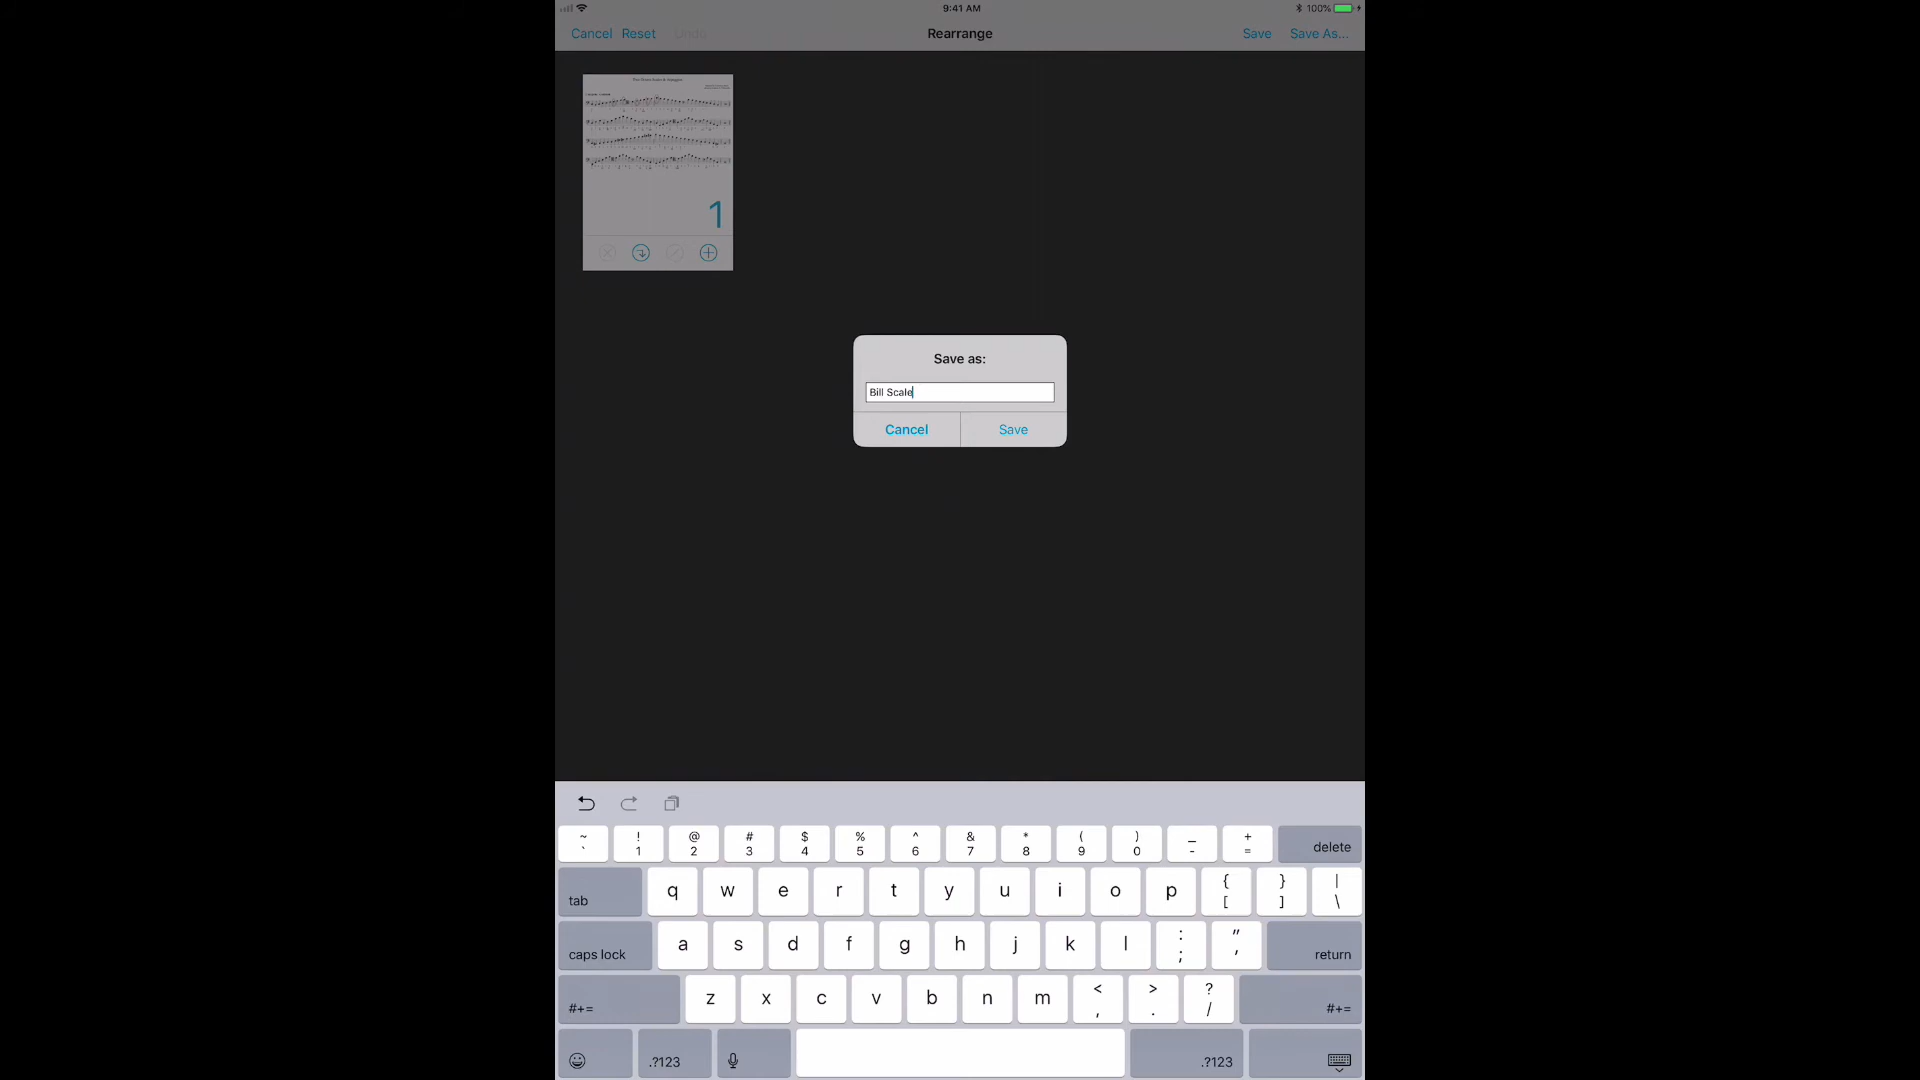 9:41 AM
100%
Cancel Reset Undo
Rearrange
Save Save As...
1
Save as:
Bill Scale
Cancel Save
~ ! @ # $ % ^ & * ( ) _ +
` 1 2 3 4 5 6 7 8 9 0 - = delete
tab q w e r t y u i o p { [ } ] | \
caps lock a s d f g h j k l : ; " ' return
#+= z x c v b n m < , > . ? / #+=
.?123 .?123